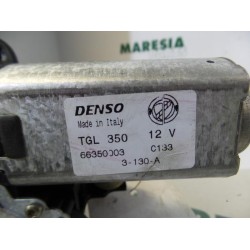 MARESIA
DENSO
Made in Italy
TGL 350 12 V
66350003 C133
3-130-A